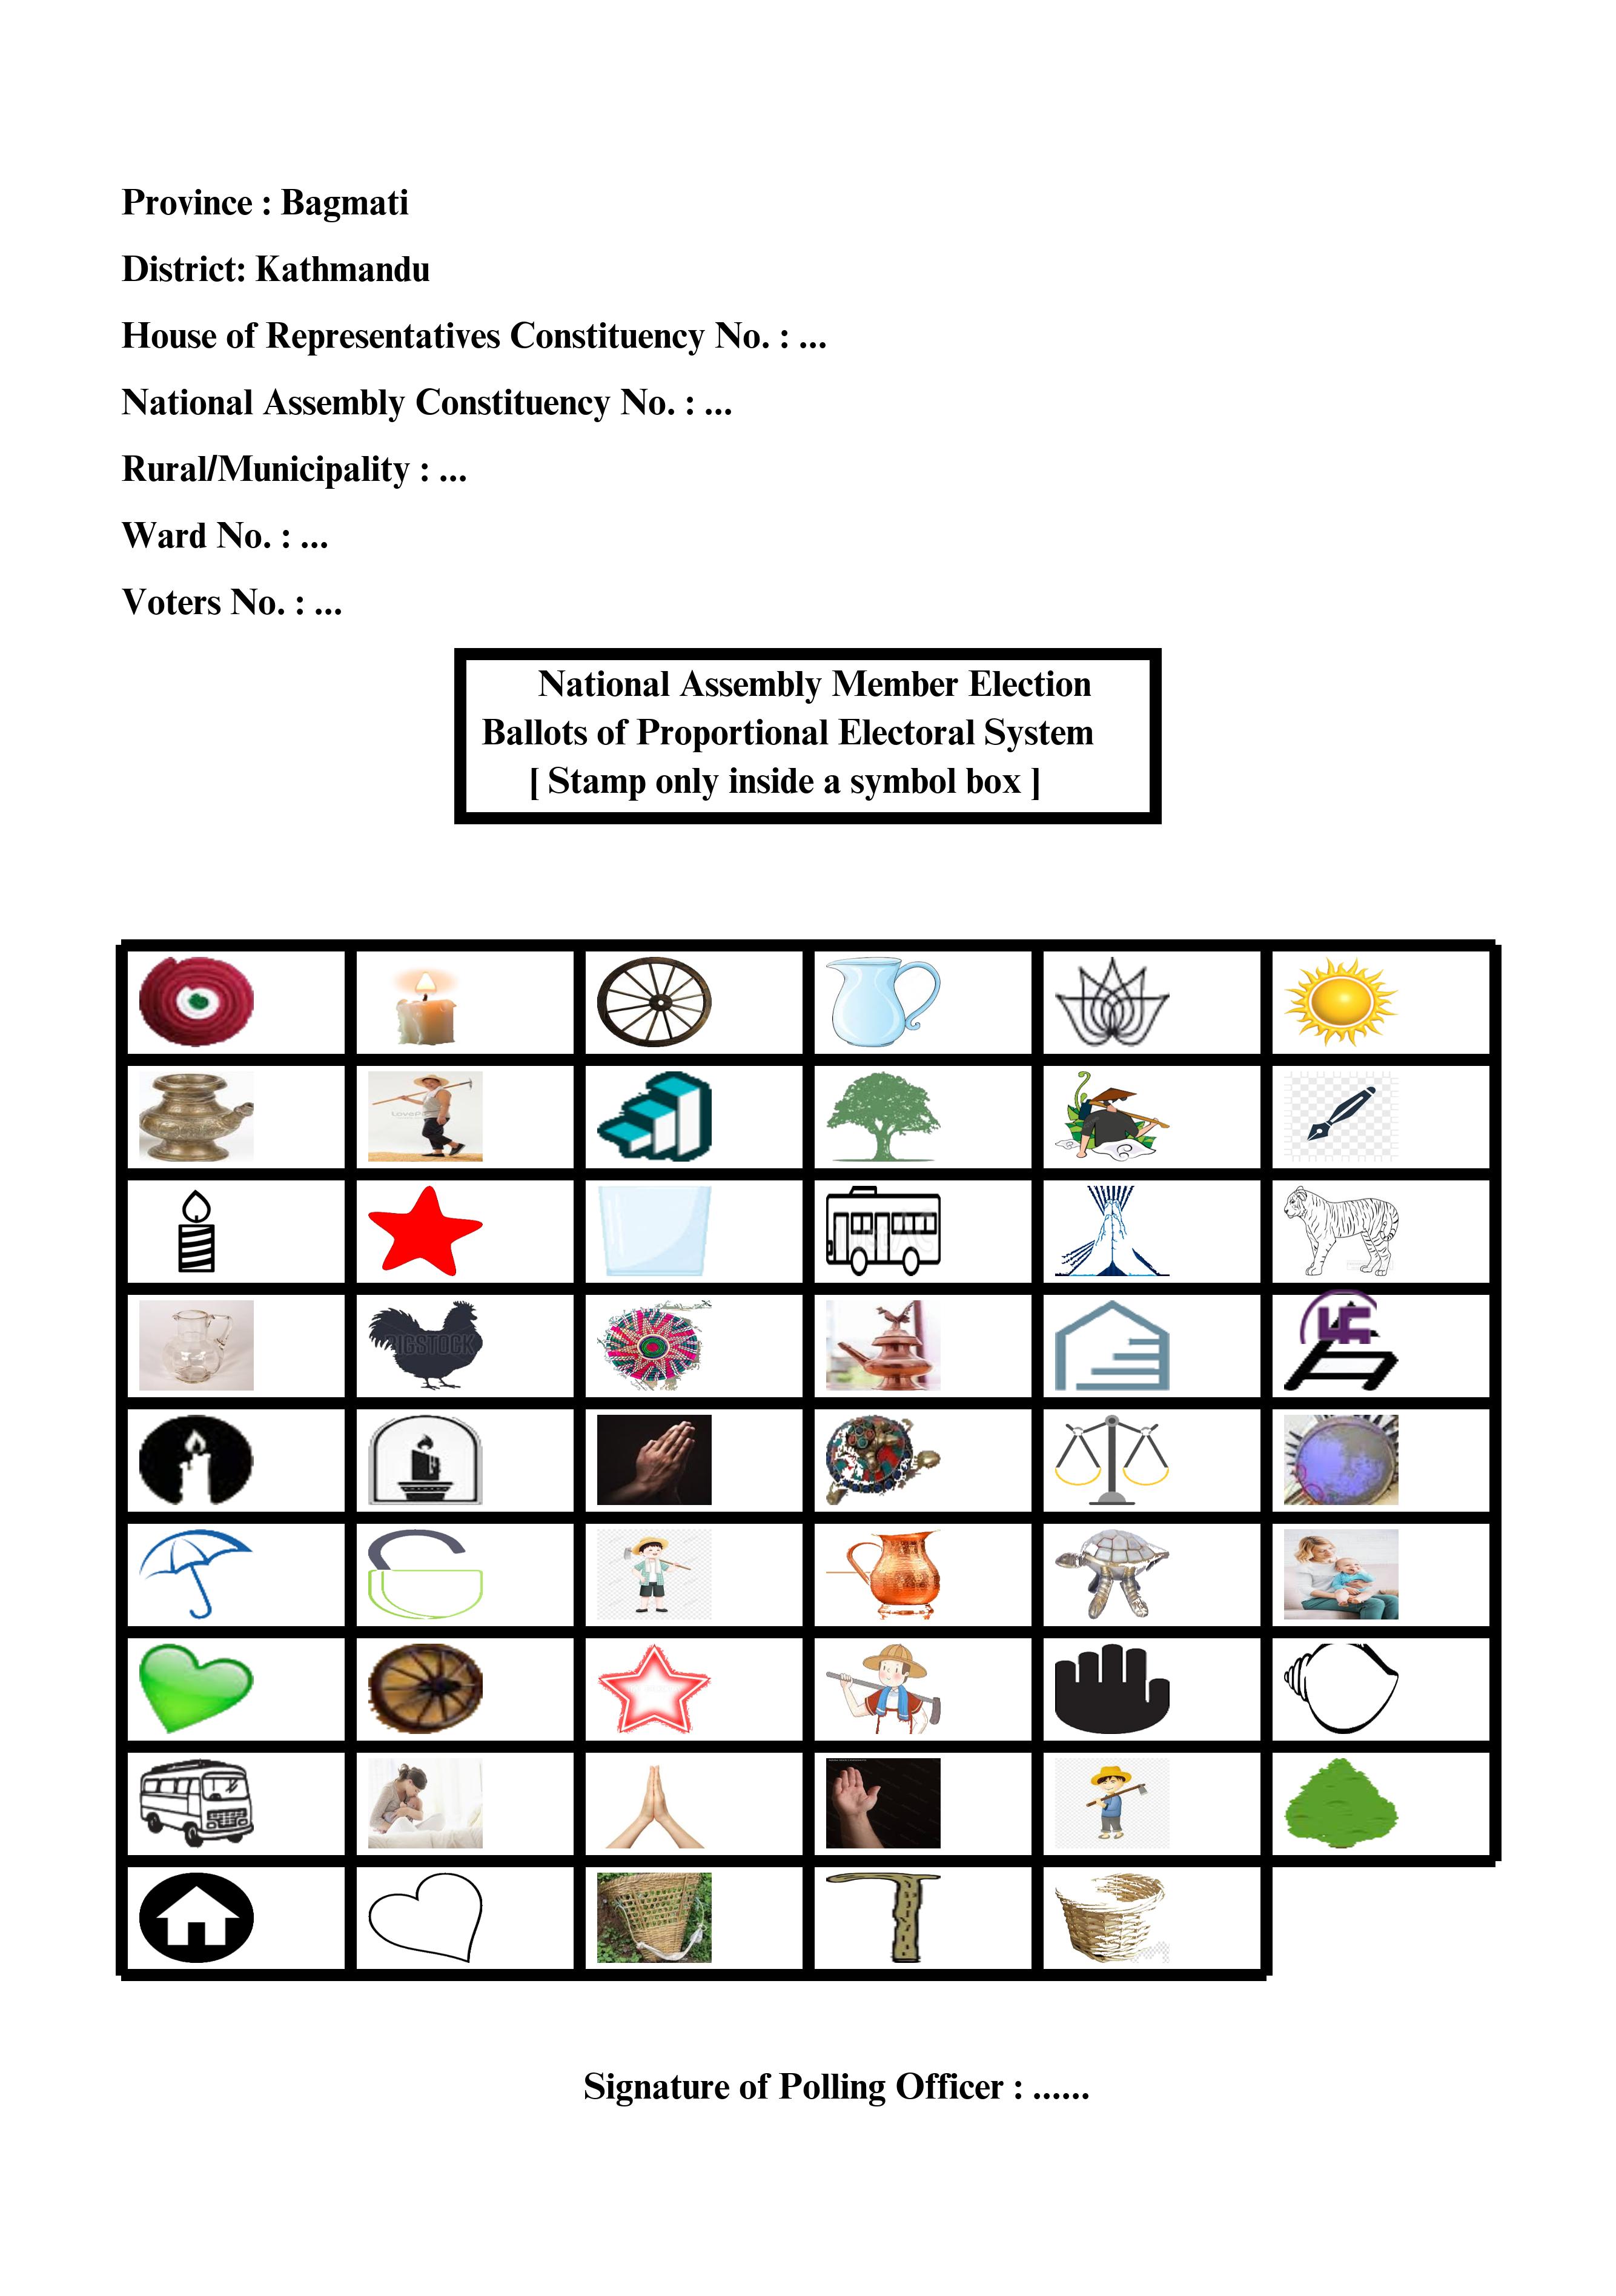 Province : Bagmati
District: Kathmandu
House of Representatives Constituency No. : ...
National Assembly Constituency No. : ...
Rural/Municipality : ...
Ward No. : ...
Voters No. : ...
National Assembly Member Election
Ballots of Proportional Electoral System
[ Stamp only inside a symbol box ]
BIGSTOCK
Signature of Polling Officer : ......